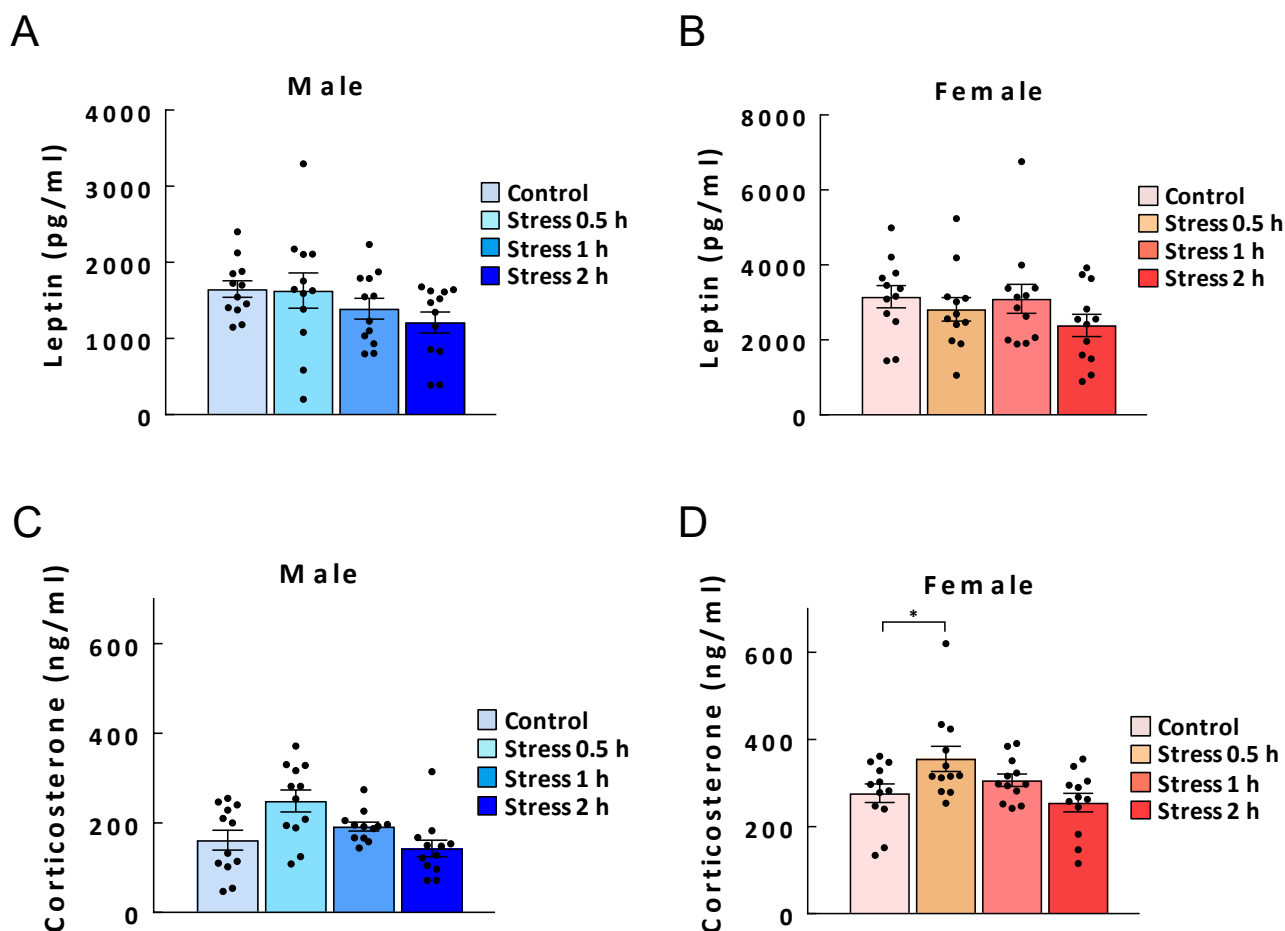 A
Male
Leptin (pg/ml)
4000
3000
2000
1000
0
Control
Stress 0.5 h
Stress 1 h
Stress 2 h
B
Female
Leptin (pg/ml)
8000
6000
4000
2000
0
Control
Stress 0.5 h
Stress 1 h
Stress 2 h
C
Male
Corticosterone (ng/ml)
600
400
200
0
Control
Stress 0.5 h
Stress 1 h
Stress 2 h
D
Female
Corticosterone (ng/ml)
600
400
200
0
*
Control
Stress 0.5 h
Stress 1 h
Stress 2 h